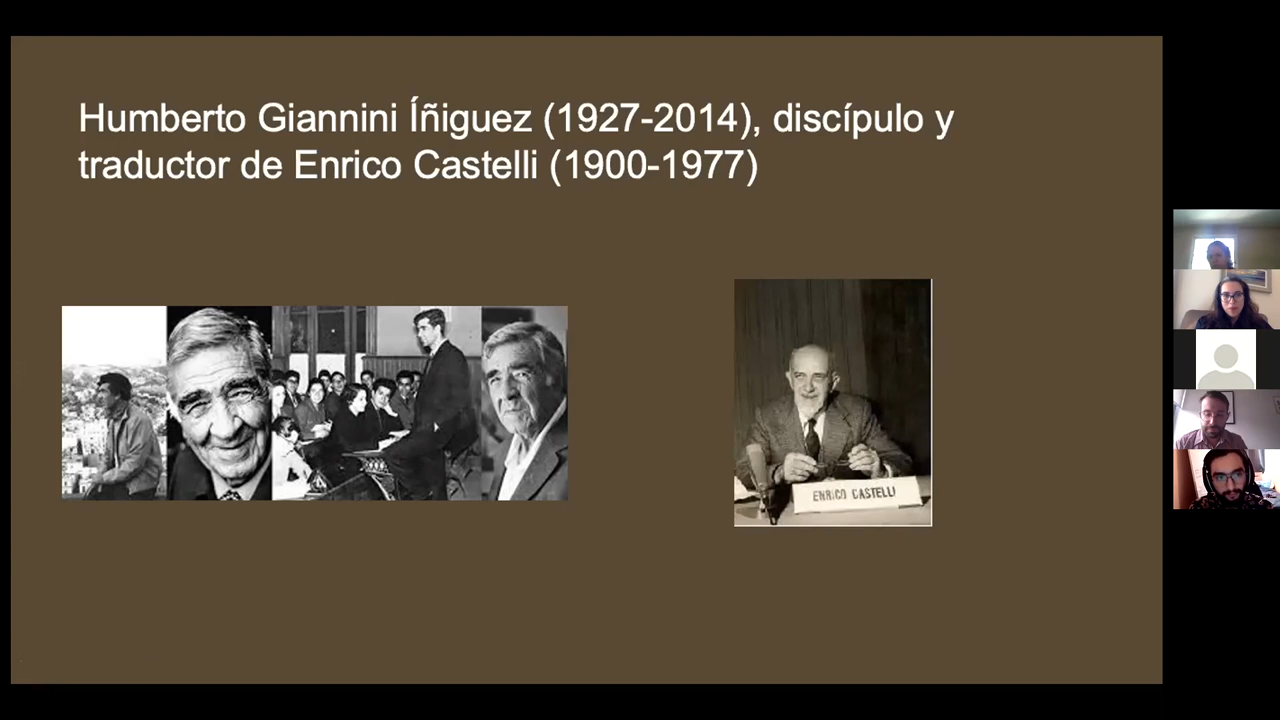 Humberto Giannini Íñiguez (1927-2014), discípulo y
traductor de Enrico Castelli (1900-1977)
ENRICO CASTELLI